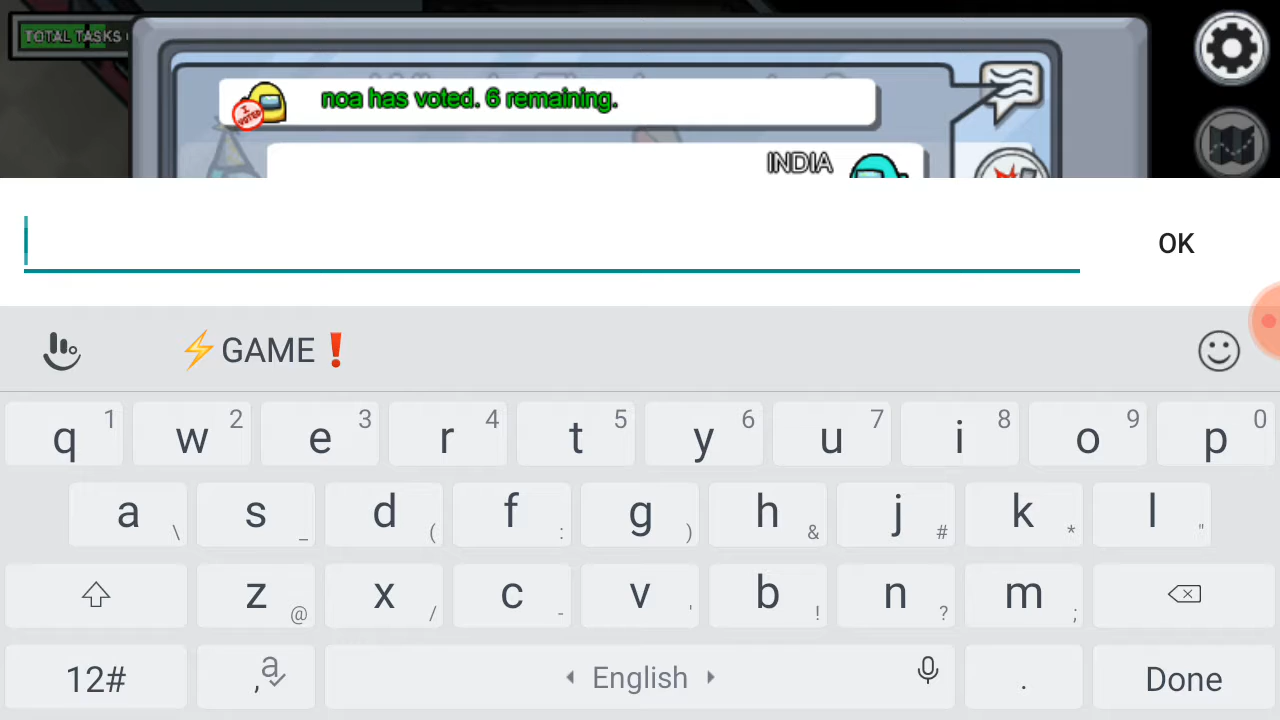 TOTAL TASKS
noa has voted. 6 remaining.
I VOTED
INDIA
OK
⚡GAME❗
q 1 w 2 e 3 r 4 t 5 y 6 u 7 i 8 o 9 p 0
a \ s _ d ( f : g ) h & j # k * l "
z @ x / c - v ' b ! n ? m ;
12# , a English . Done